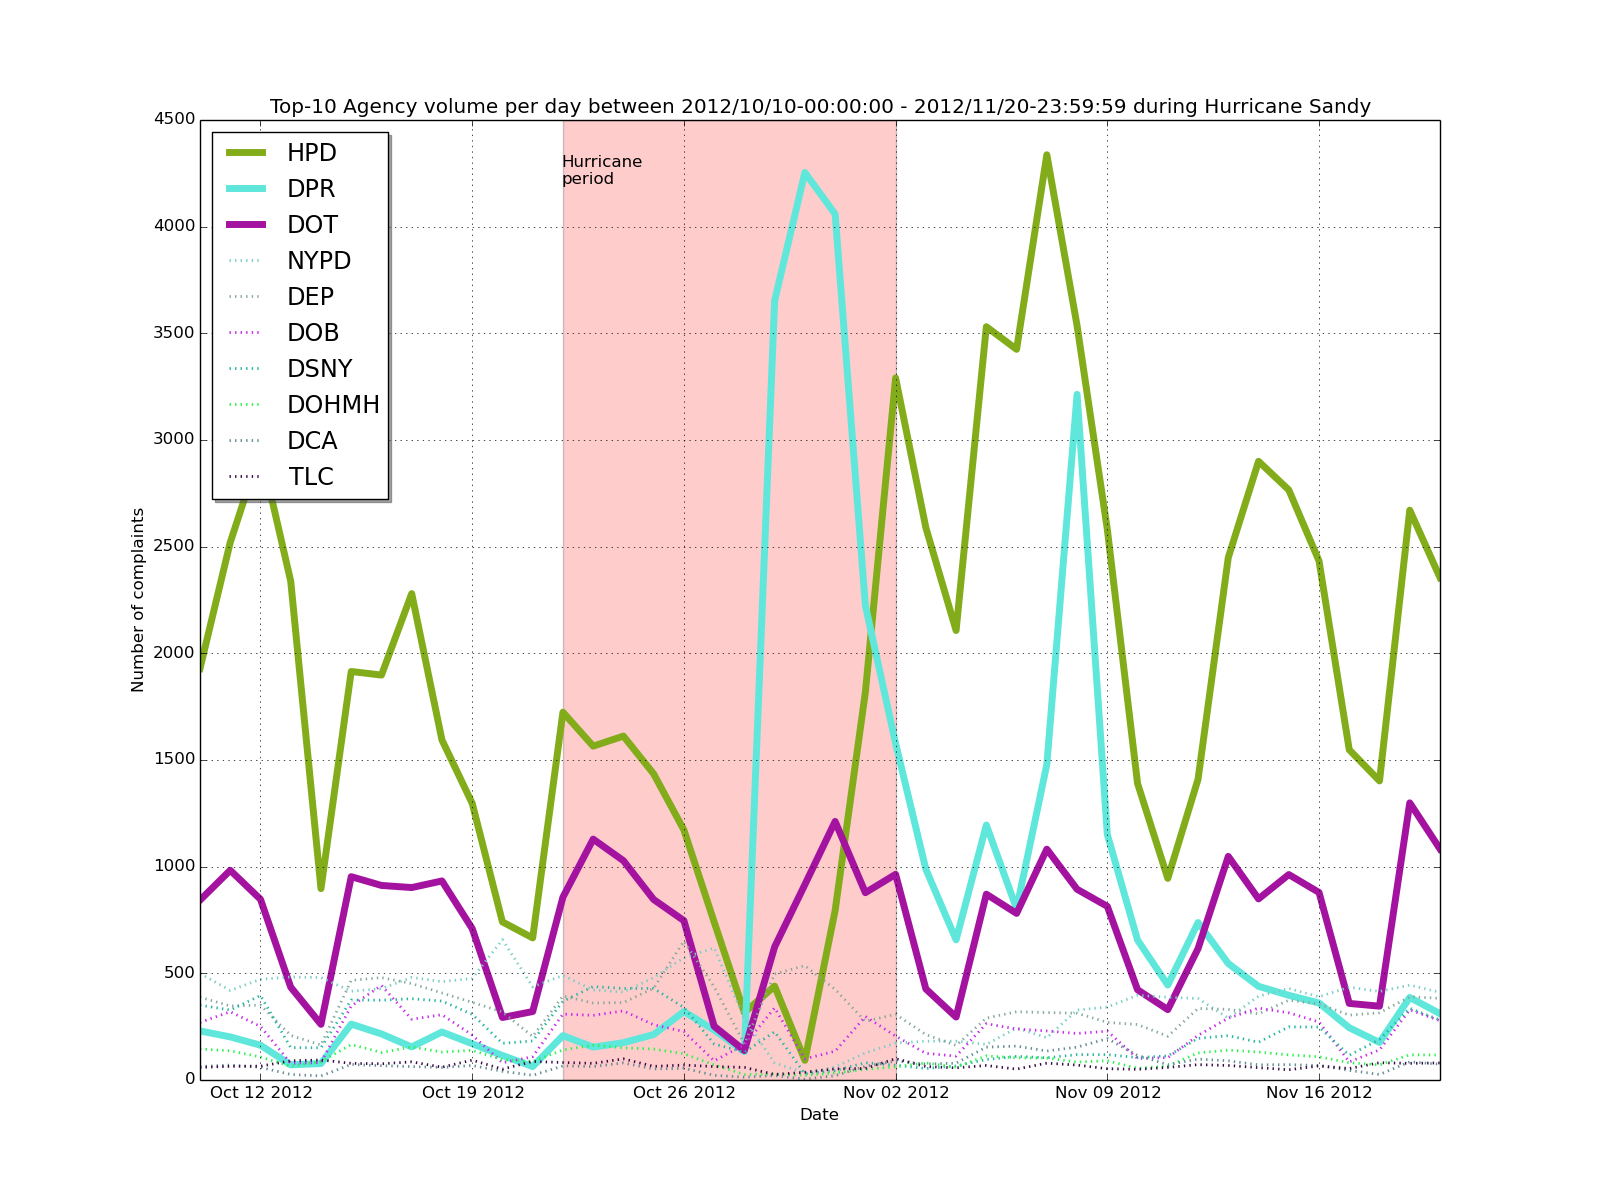 Top-10 Agency volume per day between 2012/10/10-00:00:00 - 2012/11/20-23:59:59 during Hurricane Sandy
4500
4000
3500
3000
2500
2000
1500
1000
500
0
Number of complaints
HPD
DPR
DOT
NYPD
DEP
DOB
DSNY
DOHMH
DCA
TLC
Hurricane
period
Oct 12 2012
Oct 19 2012
Oct 26 2012
Nov 02 2012
Nov 09 2012
Nov 16 2012
Date